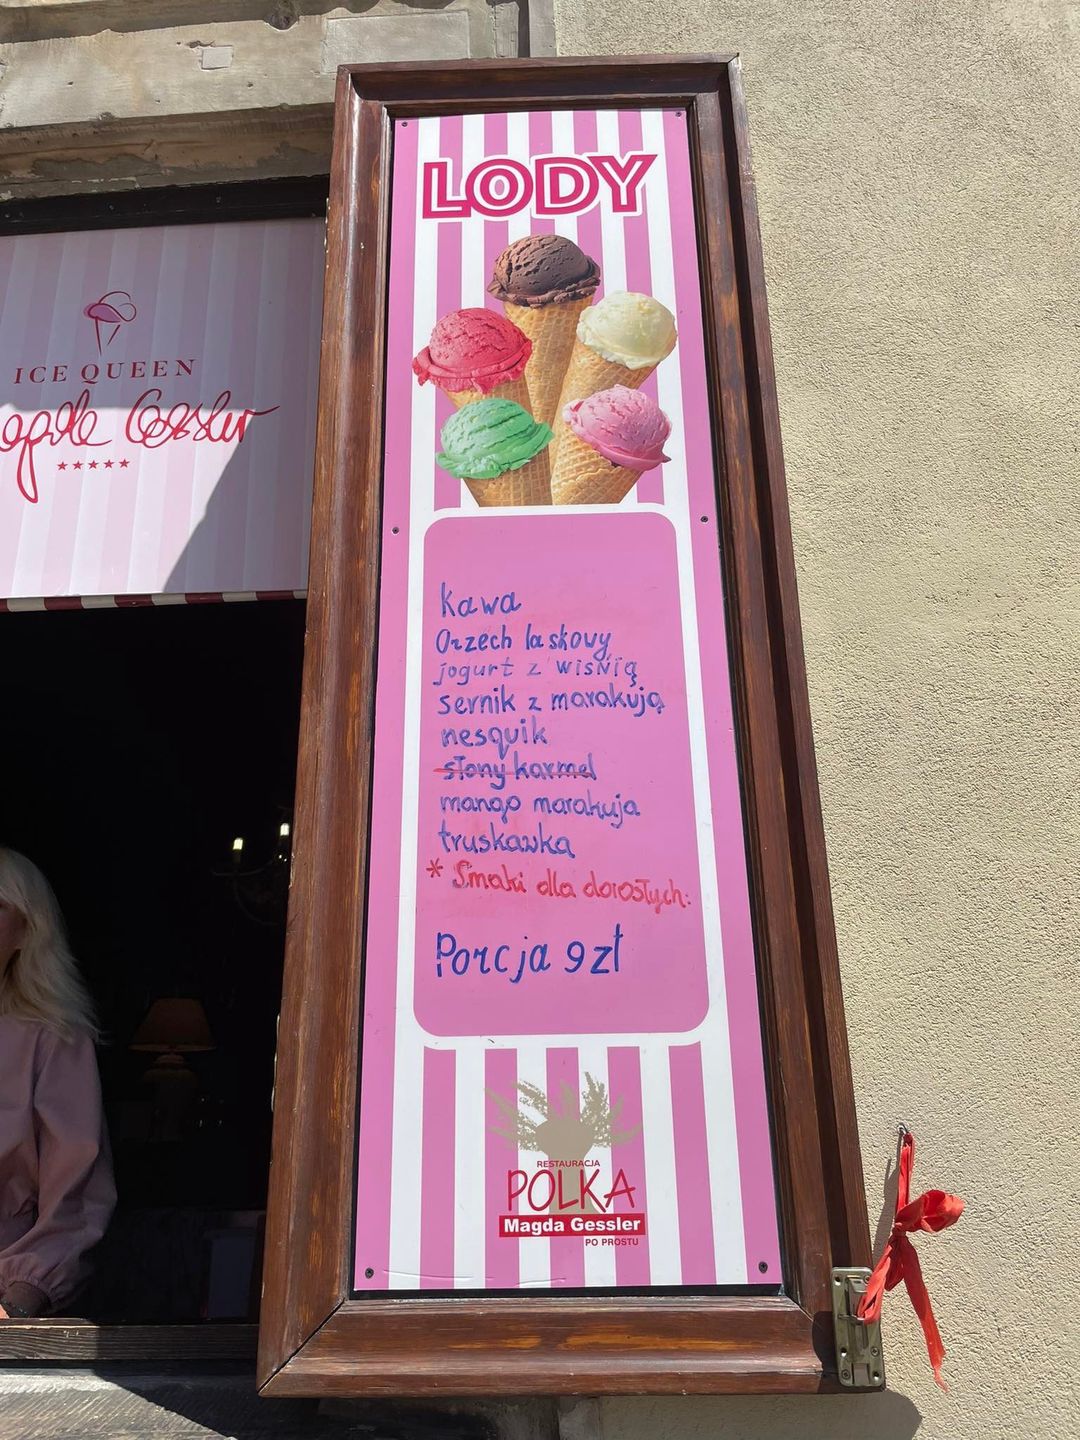 LODY
ICE QUEEN
Gessler
kawa
Orzech laskowy
jogurt z wiśnią
sernik z marakują
nesquik
słony karmel
mango marakuja
truskawka
* Smaki dla dorosłych:
Porcja 9zł
RESTAURACJA
POLKA
Magda Gessler
PO PROSTU